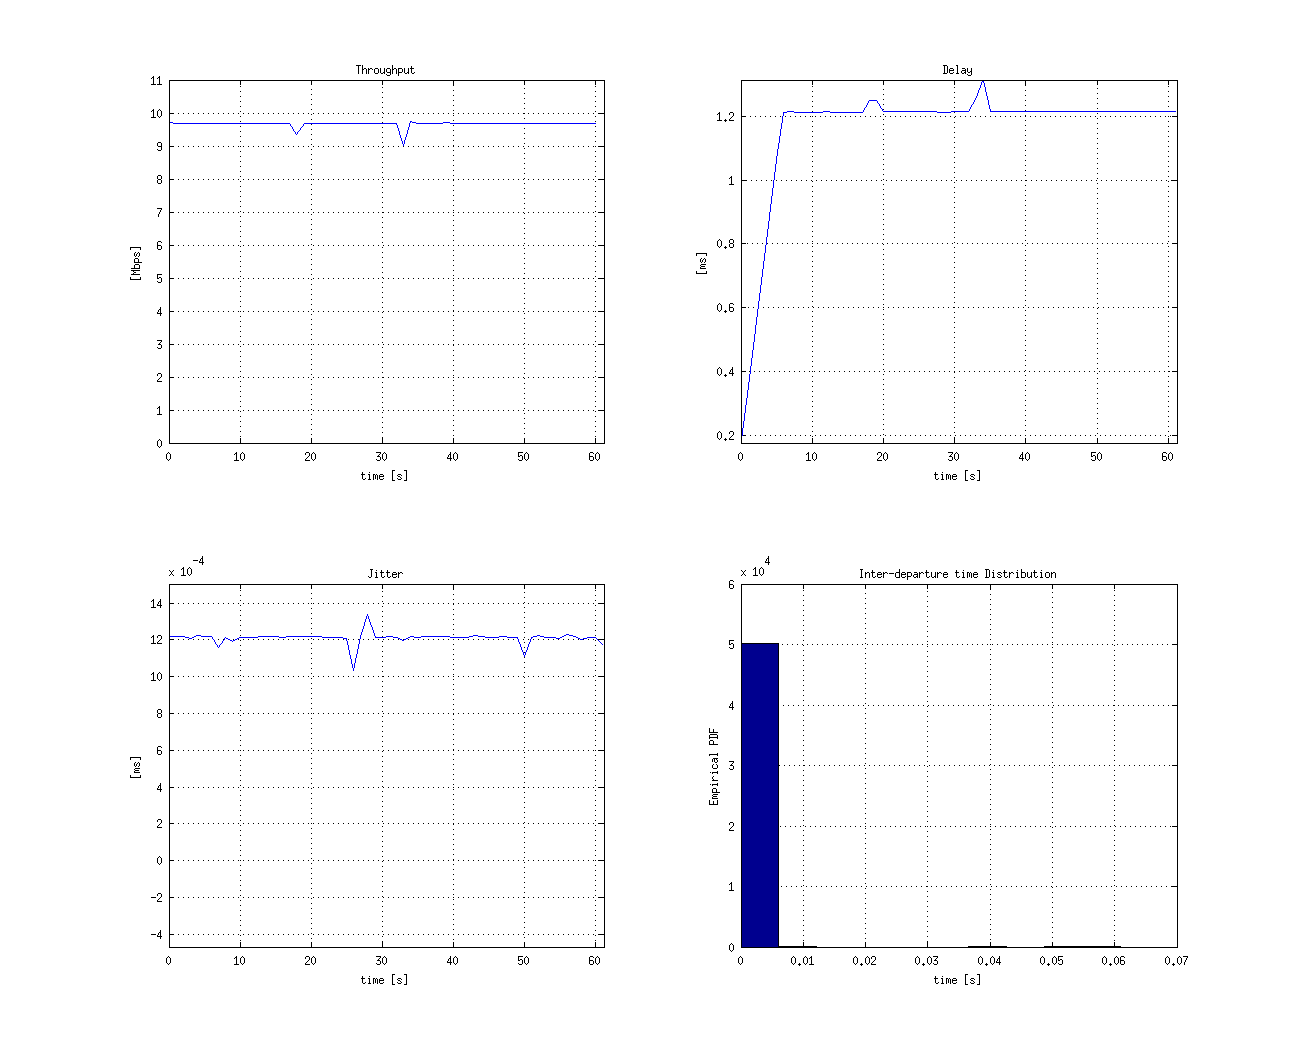 Throughput
11
10
9
8
7
6
5
4
3
2
1
0
[Mbps]
0 10 20 30 40 50 60
time [s]
Delay
1.2
1
0.8
0.6
0.4
0.2
[ms]
0 10 20 30 40 50 60
time [s]
x 10 -4
Jitter
14
12
10
8
6
4
2
0
-2
-4
[ms]
0 10 20 30 40 50 60
time [s]
x 10 4
Inter-departure time Distribution
6
5
4
3
2
1
0
Empirical PDF
0 0.01 0.02 0.03 0.04 0.05 0.06 0.07
time [s]